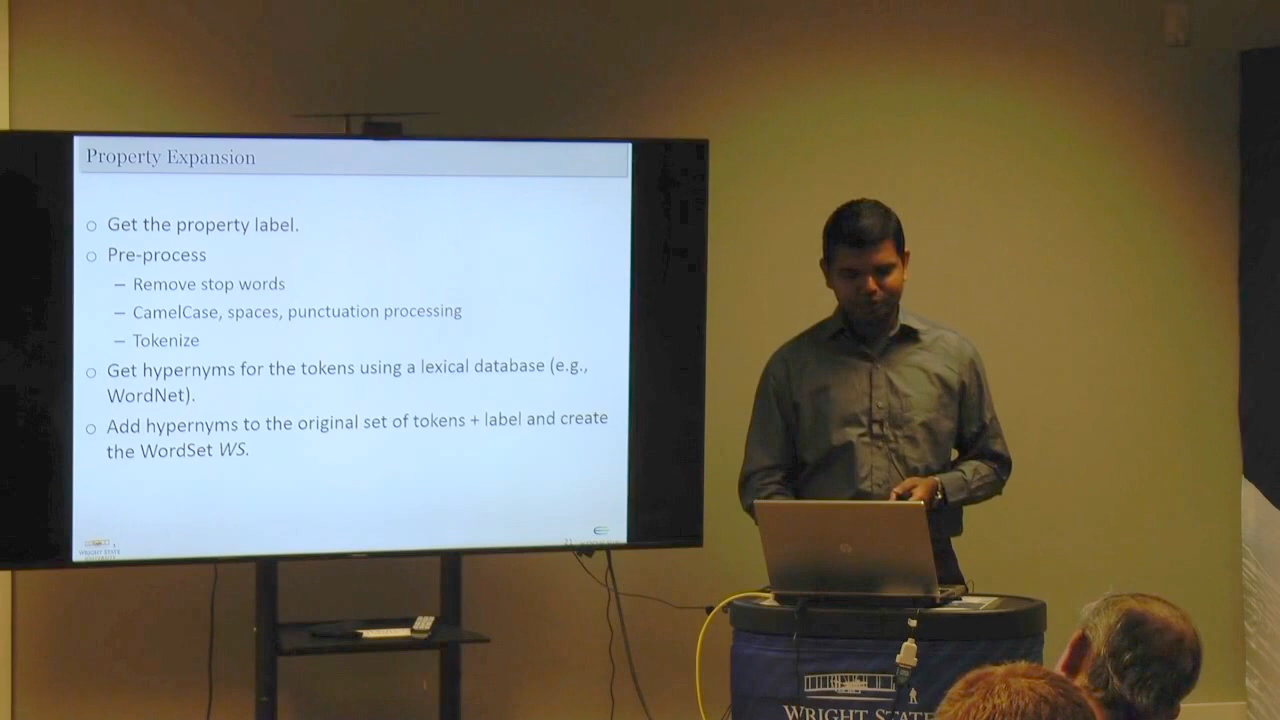 Property Expansion
○ Get the property label.
○ Pre-process
– Remove stop words
– CamelCase, spaces, punctuation processing
– Tokenize
○ Get hypernyms for the tokens using a lexical database (e.g.,
WordNet).
○ Add hypernyms to the original set of tokens + label and create
the WordSet WS.
WRIGHT STATE
UNIVERSITY
21
hp
WRIGHT STATE